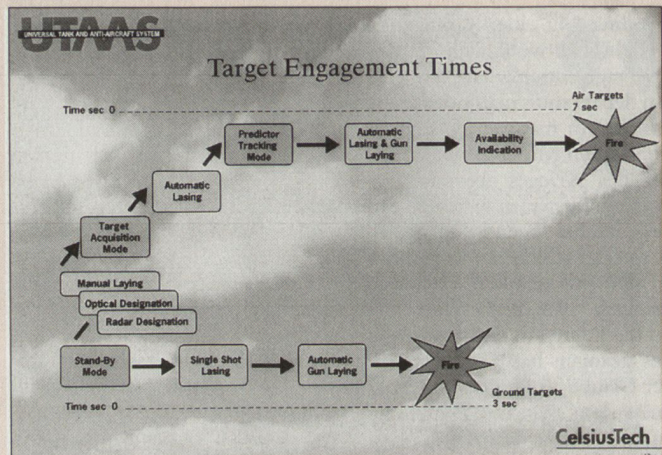 UTAAS
UNIVERSAL TANK AND ANTI-AIRCRAFT SYSTEM
Target Engagement Times
Time sec 0
Air Targets
7 sec
Predictor
Tracking
Mode
Automatic
Lasing & Gun
Laying
Availability
Indication
Fire
Automatic
Lasing
Target
Acquisition
Mode
Manual Laying
Optical Designation
Radar Designation
Stand-By
Mode
Single Shot
Lasing
Automatic
Gun Laying
Fire
Ground Targets
3 sec
Time sec 0
CelsiusTech